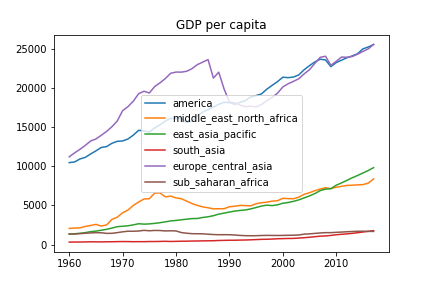 GDP per capita
25000
20000
15000
10000
5000
0
america
middle_east_north_africa
east_asia_pacific
south_asia
europe_central_asia
sub_saharan_africa
1960 1970 1980 1990 2000 2010